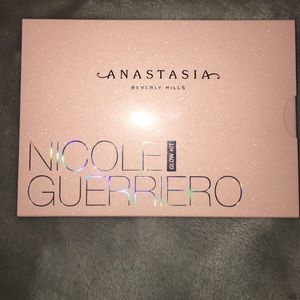 ANASTASIA
BEVERLY HILLS
NICOLE GLOW KIT
GUERRIERO